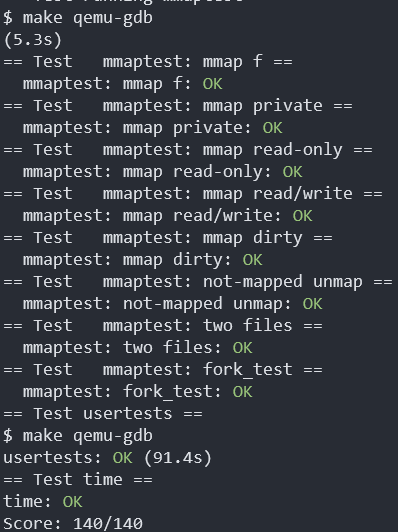 $ make qemu-gdb
(5.3s)
== Test   mmaptest: mmap f ==
  mmaptest: mmap f: OK
== Test   mmaptest: mmap private ==
  mmaptest: mmap private: OK
== Test   mmaptest: mmap read-only ==
  mmaptest: mmap read-only: OK
== Test   mmaptest: mmap read/write ==
  mmaptest: mmap read/write: OK
== Test   mmaptest: mmap dirty ==
  mmaptest: mmap dirty: OK
== Test   mmaptest: not-mapped unmap ==
  mmaptest: not-mapped unmap: OK
== Test   mmaptest: two files ==
  mmaptest: two files: OK
== Test   mmaptest: fork_test ==
  mmaptest: fork_test: OK
== Test usertests ==
$ make qemu-gdb
usertests: OK (91.4s)
== Test time ==
time: OK
Score: 140/140